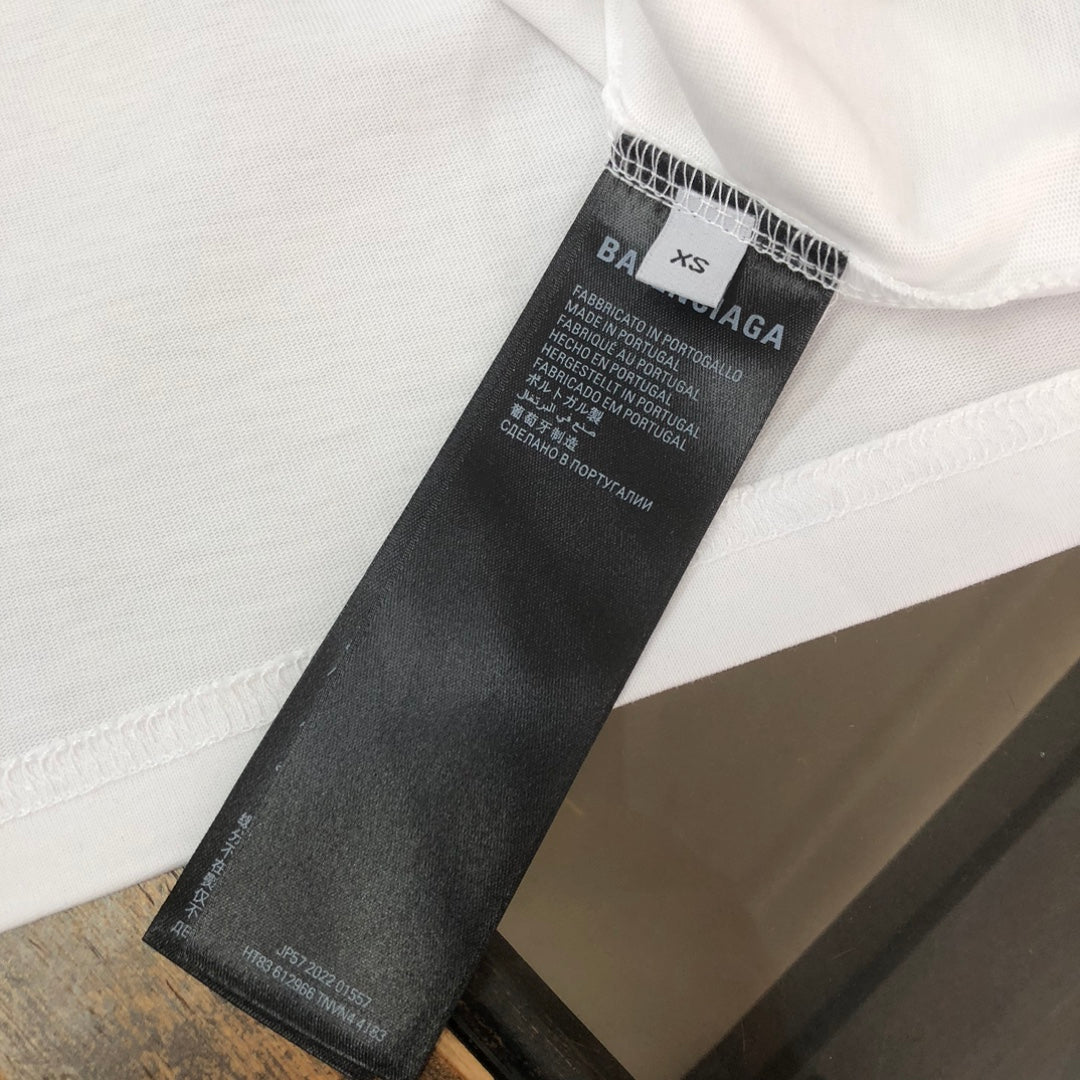 XS
BALENCIAGA
FABBRICATO IN PORTOGALLO
MADE IN PORTUGAL
FABRIQUÉ AU PORTUGAL
HECHO EN PORTUGAL
HERGESTELLT IN PORTUGAL
FABRICADO EM PORTUGAL
ポルトガル製
صنع في البرتغال
葡萄牙制造
СДЕЛАНО В ПОРТУГАЛИИ
JP57 2022 01557
HT83 612966 TNVN4 4183